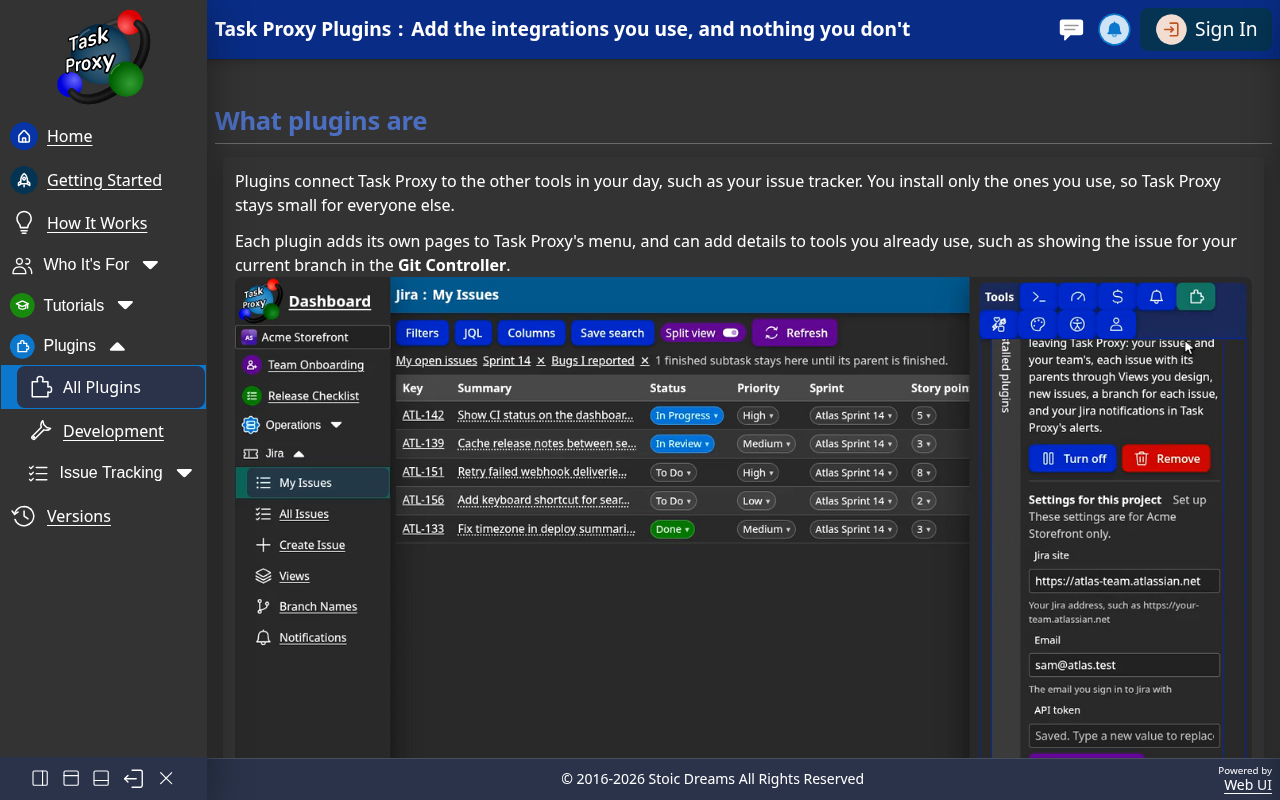 Task Proxy
Task Proxy Plugins : Add the integrations you use, and nothing you don't
Sign In
Home
Getting Started
How It Works
Who It's For
Tutorials
Plugins
All Plugins
Development
Issue Tracking
Versions
What plugins are
Plugins connect Task Proxy to the other tools in your day, such as your issue tracker. You install only the ones you use, so Task Proxy
stays small for everyone else.
Each plugin adds its own pages to Task Proxy's menu, and can add details to tools you already use, such as showing the issue for your
current branch in the Git Controller.
Task Proxy
Dashboard
Acme Storefront
Team Onboarding
Release Checklist
Operations
Jira
My Issues
All Issues
Create Issue
Views
Branch Names
Notifications
Jira : My Issues
Filters JQL Columns Save search Split view Refresh
My open issues Sprint 14 × Bugs I reported × 1 finished subtask stays here until its parent is finished.
Key Summary Status Priority Sprint Story poin
ATL-142 Show CI status on the dashboar... In Progress High Atlas Sprint 14 5
ATL-139 Cache release notes between se... In Review Medium Atlas Sprint 14 3
ATL-151 Retry failed webhook deliverie... To Do High Atlas Sprint 14 8
ATL-156 Add keyboard shortcut for sear... To Do Low Atlas Sprint 14 2
ATL-133 Fix timezone in deploy summari... Done Medium Atlas Sprint 14 3
Tools
talled plugins
leaving Task Proxy: your issues and
your team's, each issue with its
parents through Views you design,
new issues, a branch for each issue,
and your Jira notifications in Task
Proxy's alerts.
Turn off Remove
Settings for this project Set up
These settings are for Acme
Storefront only.
Jira site
https://atlas-team.atlassian.net
Your Jira address, such as https://your-
team.atlassian.net
Email
sam@atlas.test
The email you sign in to Jira with
API token
Saved. Type a new value to replac
© 2016-2026 Stoic Dreams All Rights Reserved
Powered by
Web UI